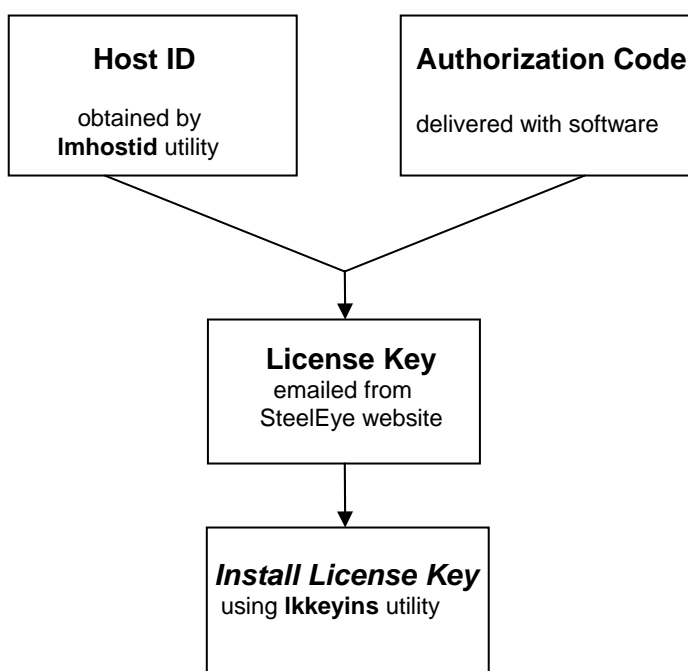 Host ID
obtained by
lmhostid utility
Authorization Code
delivered with software
License Key
emailed from
SteelEye website
Install License Key
using lkkeyins utility